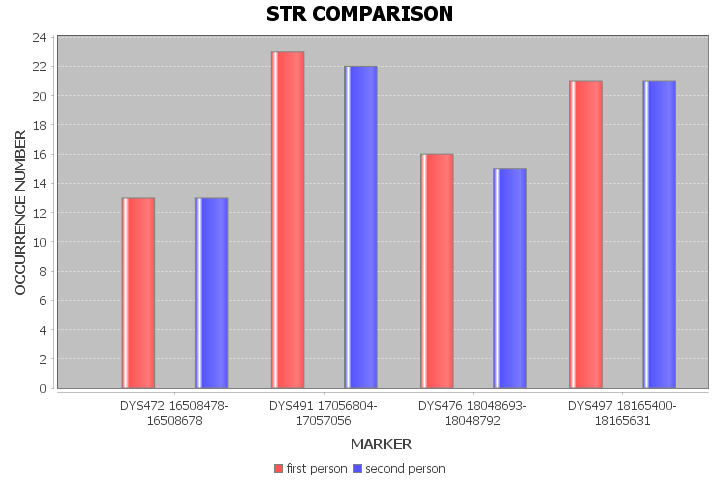 STR COMPARISON
OCCURRENCE NUMBER
24
22
20
18
16
14
12
10
8
6
4
2
0
DYS472 16508478-
16508678
DYS491 17056804-
17057056
DYS476 18048693-
18048792
DYS497 18165400-
18165631
MARKER
first person second person